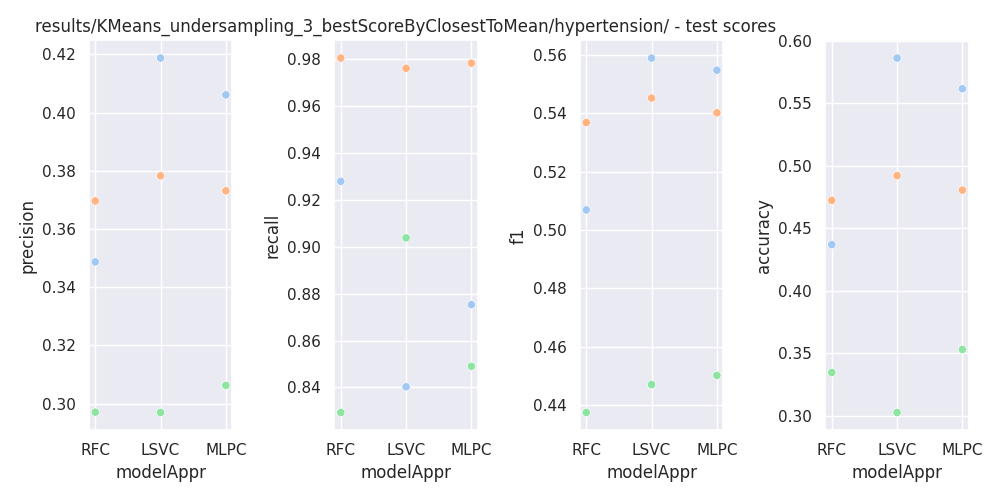 results/KMeans_undersampling_3_bestScoreByClosestToMean/hypertension/ - test scores
precision
0.42
0.40
0.38
0.36
0.34
0.32
0.30
RFC LSVC MLPC
modelAppr
recall
0.98
0.96
0.94
0.92
0.90
0.88
0.86
0.84
RFC LSVC MLPC
modelAppr
f1
0.56
0.54
0.52
0.50
0.48
0.46
0.44
RFC LSVC MLPC
modelAppr
accuracy
0.60
0.55
0.50
0.45
0.40
0.35
0.30
RFC LSVC MLPC
modelAppr